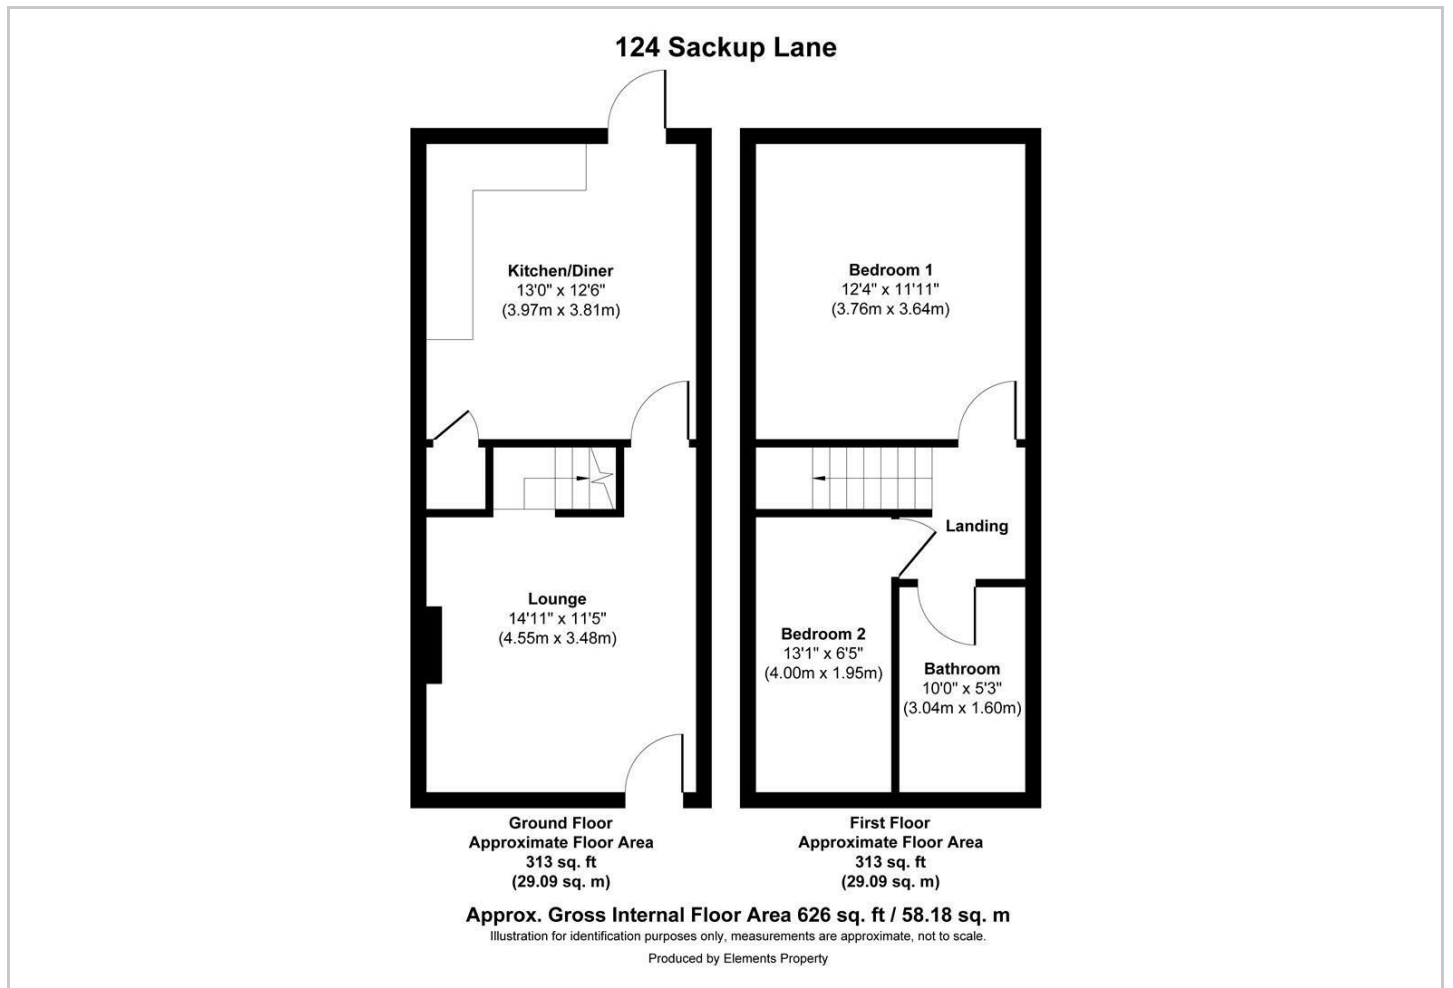 124 Sackup Lane
Kitchen/Diner
13'0" x 12'6"
(3.97m x 3.81m)
Bedroom 1
12'4" x 11'11"
(3.76m x 3.64m)
Landing
Lounge
14'11" x 11'5"
(4.55m x 3.48m)
Bedroom 2
13'1" x 6'5"
(4.00m x 1.95m)
Bathroom
10'0" x 5'3"
(3.04m x 1.60m)
Ground Floor
Approximate Floor Area
313 sq. ft
(29.09 sq. m)
First Floor
Approximate Floor Area
313 sq. ft
(29.09 sq. m)
Approx. Gross Internal Floor Area 626 sq. ft / 58.18 sq. m
Illustration for identification purposes only, measurements are approximate, not to scale.
Produced by Elements Property